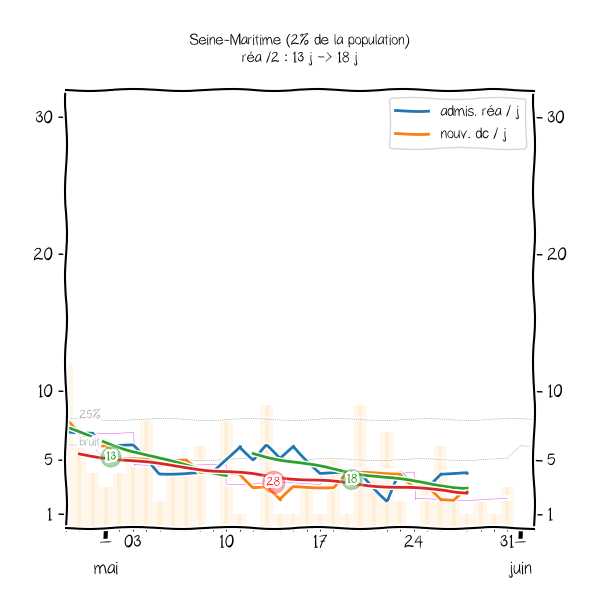 Seine-Maritime (2% de la population)
réa /2 : 13 j -> 18 j
admis. réa / j
nouv. dc / j
30 30
20 20
10 10
25%
bruit
13
28
18
5 5
1 1
03 10 17 24 31
mai juin